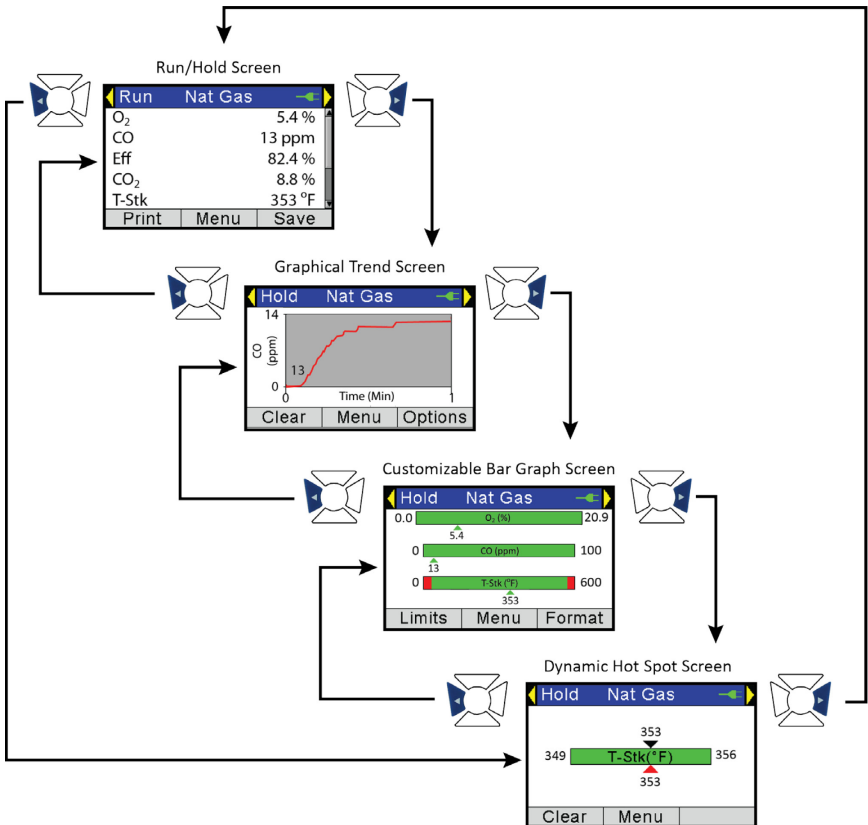 Run/Hold Screen
Run Nat Gas
O₂ 5.4 %
CO 13 ppm
Eff 82.4 %
CO₂ 8.8 %
T-Stk 353 °F
Print Menu Save
Graphical Trend Screen
Hold Nat Gas
14
CO (ppm)
13
0
0 Time (Min) 1
Clear Menu Options
Customizable Bar Graph Screen
Hold Nat Gas
0.0 O₂ (%) 20.9
5.4
0 CO (ppm) 100
13
0 T-Stk (°F) 600
353
Limits Menu Format
Dynamic Hot Spot Screen
Hold Nat Gas
353
349 T-Stk(°F) 356
353
Clear Menu